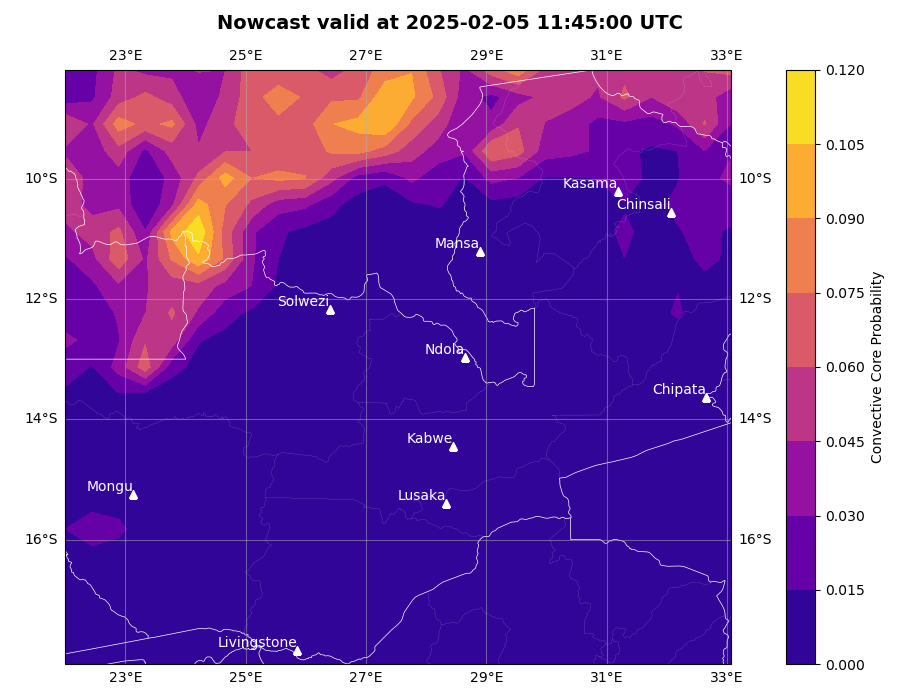 Nowcast valid at 2025-02-05 11:45:00 UTC
23°E 25°E 27°E 29°E 31°E 33°E
0.120
0.105
10°S Kasama 10°S
Chinsali
0.090
Mansa
12°S Solwezi 12°S
0.075
Ndola
0.060
Chipata
14°S 14°S
0.045
Kabwe
Mongu Lusaka
0.030
16°S 16°S
0.015
Livingstone
0.000
23°E 25°E 27°E 29°E 31°E 33°E
Convective Core Probability